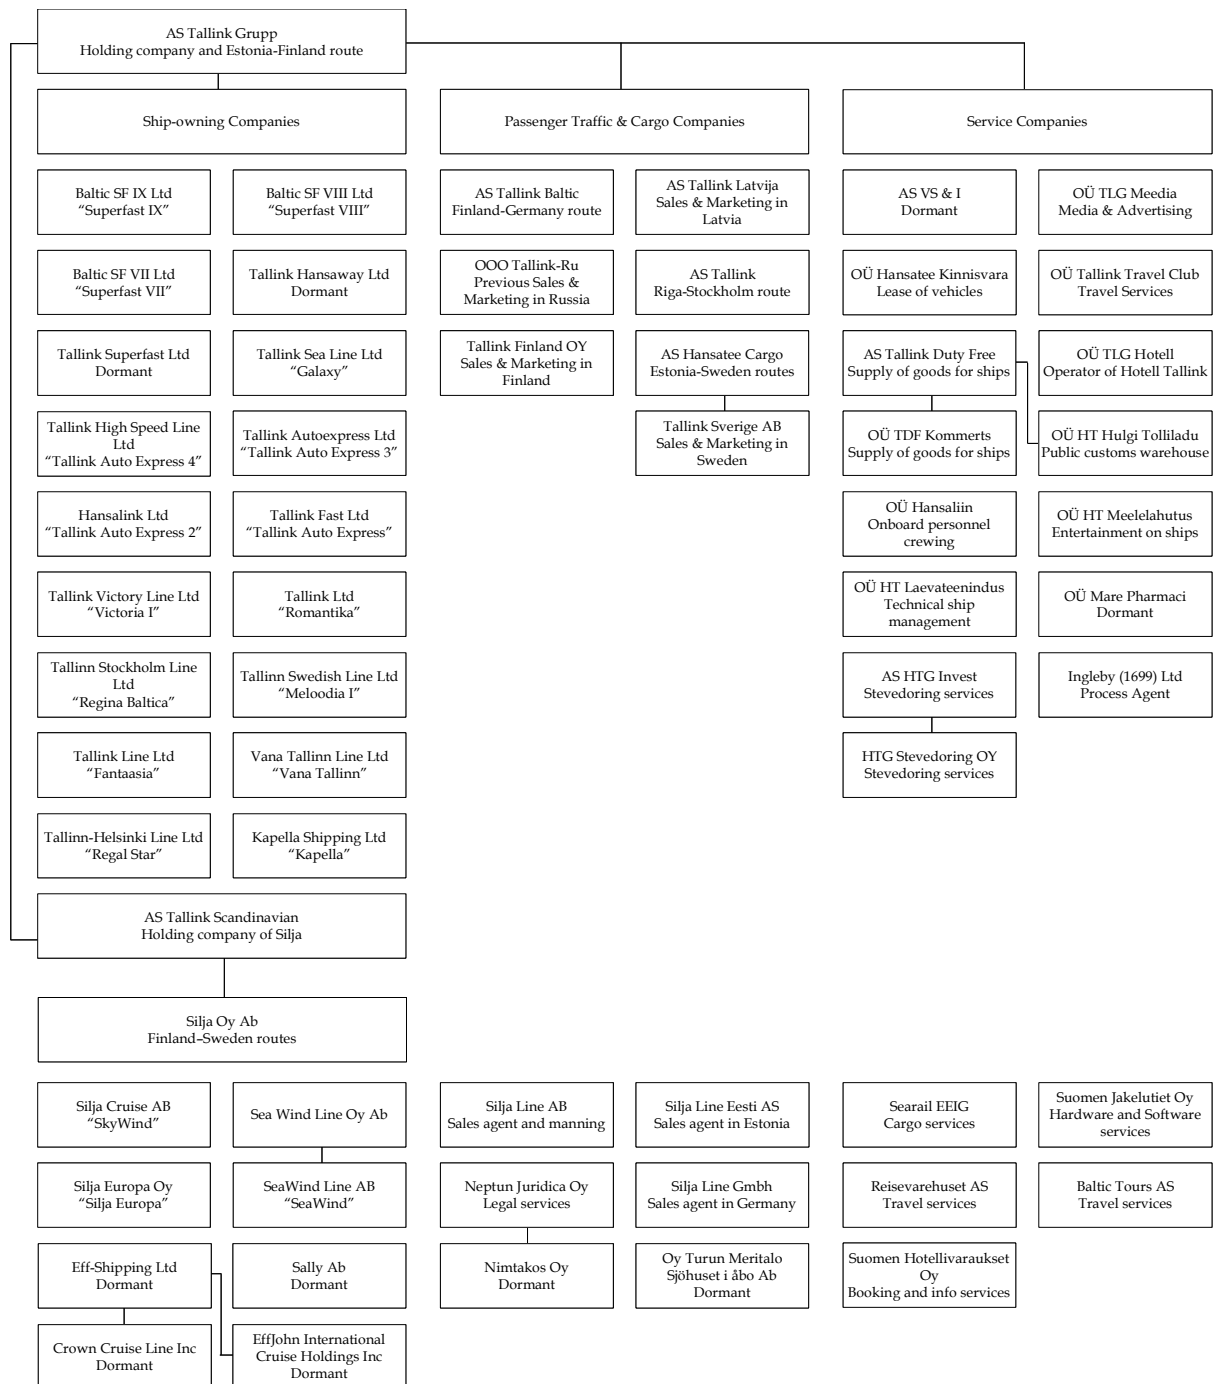 AS Tallink Grupp
Holding company and Estonia-Finland route
Ship-owning Companies
Passenger Traffic & Cargo Companies
Service Companies
Baltic SF IX Ltd
“Superfast IX”
Baltic SF VIII Ltd
“Superfast VIII”
AS Tallink Baltic
Finland-Germany route
AS Tallink Latvija
Sales & Marketing in
Latvia
AS VS & I
Dormant
OÜ TLG Meedia
Media & Advertising
Baltic SF VII Ltd
“Superfast VII”
Tallink Hansaway Ltd
Dormant
OOO Tallink-Ru
Previous Sales &
Marketing in Russia
AS Tallink
Riga-Stockholm route
OÜ Hansatee Kinnisvara
Lease of vehicles
OÜ Tallink Travel Club
Travel Services
Tallink Superfast Ltd
Dormant
Tallink Sea Line Ltd
“Galaxy”
Tallink Finland OY
Sales & Marketing in
Finland
AS Hansatee Cargo
Estonia-Sweden routes
AS Tallink Duty Free
Supply of goods for ships
OÜ TLG Hotell
Operator of Hotell Tallink
Tallink High Speed Line
Ltd
“Tallink Auto Express 4”
Tallink Autoexpress Ltd
“Tallink Auto Express 3”
Tallink Sverige AB
Sales & Marketing in
Sweden
OÜ TDF Kommerts
Supply of goods for ships
OÜ HT Hulgi Tolliladu
Public customs warehouse
Hansalink Ltd
“Tallink Auto Express 2”
Tallink Fast Ltd
“Tallink Auto Express”
OÜ Hansaliin
Onboard personnel
crewing
OÜ HT Meelelahutus
Entertainment on ships
Tallink Victory Line Ltd
“Victoria I”
Tallink Ltd
“Romantika”
OÜ HT Laevateenindus
Technical ship
management
OÜ Mare Pharmaci
Dormant
Tallinn Stockholm Line
Ltd
“Regina Baltica”
Tallinn Swedish Line Ltd
“Meloodia I”
AS HTG Invest
Stevedoring services
Ingleby (1699) Ltd
Process Agent
Tallink Line Ltd
“Fantaasia”
Vana Tallinn Line Ltd
“Vana Tallinn”
HTG Stevedoring OY
Stevedoring services
Tallinn-Helsinki Line Ltd
“Regal Star”
Kapella Shipping Ltd
“Kapella”
AS Tallink Scandinavian
Holding company of Silja
Silja Oy Ab
Finland–Sweden routes
Silja Cruise AB
“SkyWind”
Sea Wind Line Oy Ab
Silja Line AB
Sales agent and manning
Silja Line Eesti AS
Sales agent in Estonia
Searail EEIG
Cargo services
Suomen Jakelutiet Oy
Hardware and Software
services
Silja Europa Oy
“Silja Europa”
SeaWind Line AB
“SeaWind”
Neptun Juridica Oy
Legal services
Silja Line Gmbh
Sales agent in Germany
Reisevarehuset AS
Travel services
Baltic Tours AS
Travel services
Eff-Shipping Ltd
Dormant
Sally Ab
Dormant
Nimtakos Oy
Dormant
Oy Turun Meritalo
Sjöhuset i åbo Ab
Dormant
Suomen Hotellivaraukset
Oy
Booking and info services
Crown Cruise Line Inc
Dormant
EffJohn International
Cruise Holdings Inc
Dormant